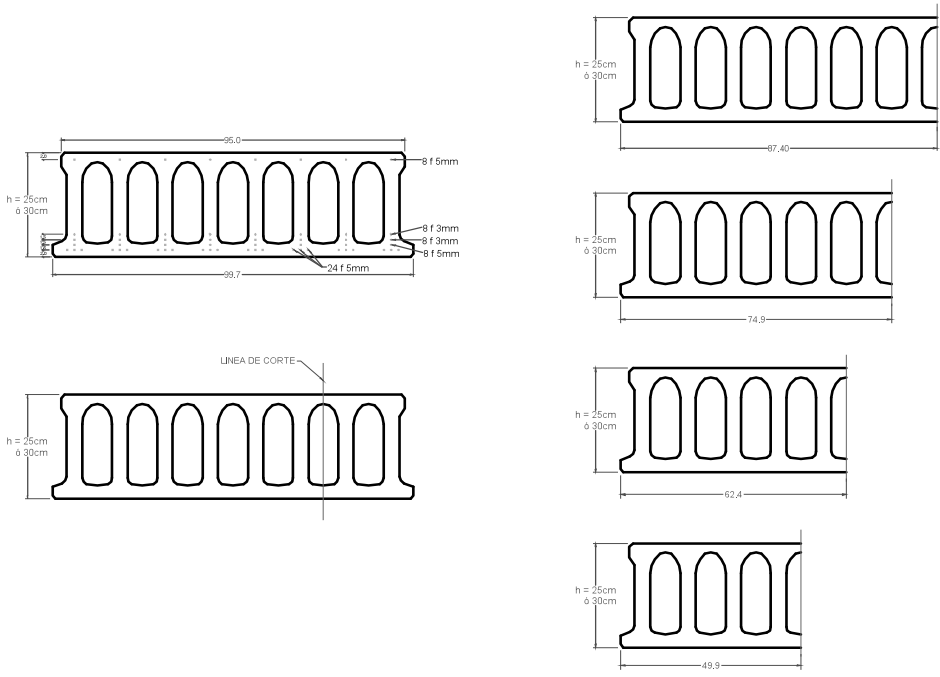 95.0
8 f 5mm
h = 25cm
ó 30cm
8 f 3mm
8 f 3mm
8 f 5mm
24 f 5mm
99.7
LINEA DE CORTE
h = 25cm
ó 30cm
h = 25cm
ó 30cm
87.40
h = 25cm
ó 30cm
74.9
h = 25cm
ó 30cm
62.4
h = 25cm
ó 30cm
49.9